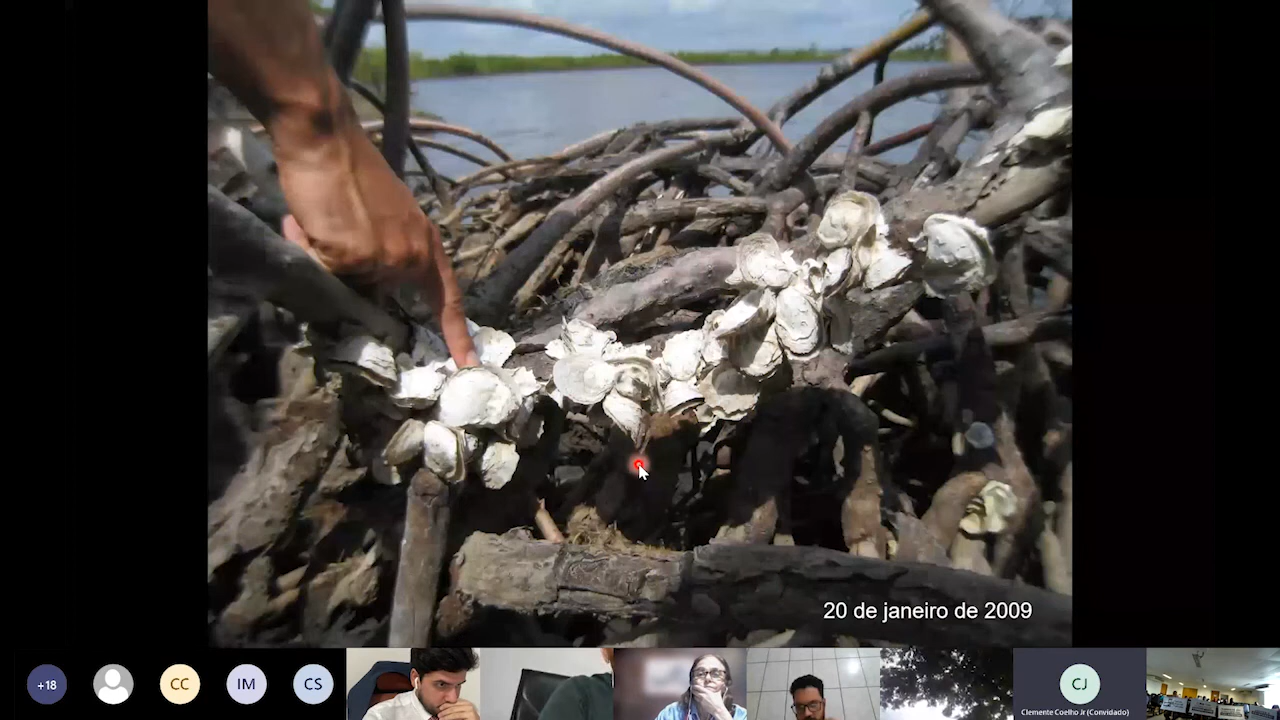 20 de janeiro de 2009
+18
CC
IM
CS
CJ
Clemente Coelho Jr (Convidado)